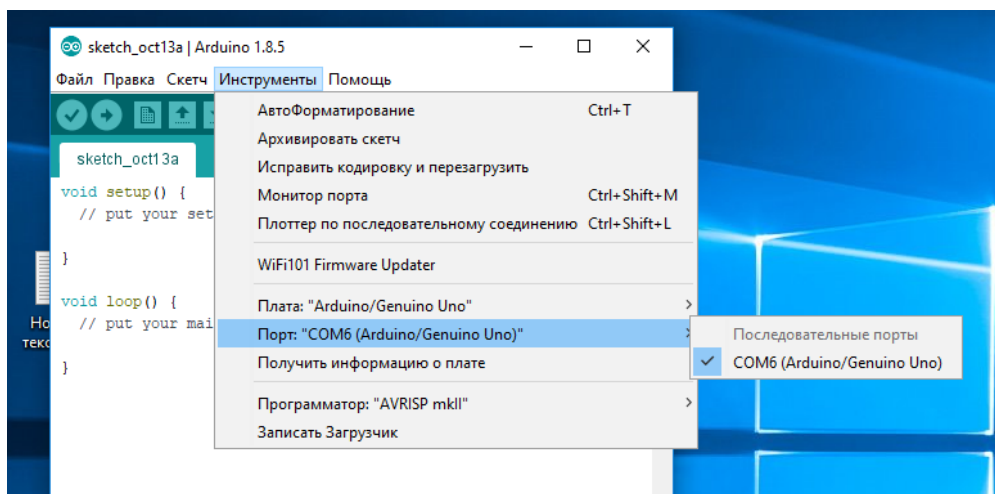 sketch_oct13a | Arduino 1.8.5
Файл Правка Скетч Инструменты Помощь
АвтоФорматирование Ctrl+T
Архивировать скетч
Исправить кодировку и перезагрузить
Монитор порта Ctrl+Shift+M
Плоттер по последовательному соединению Ctrl+Shift+L
WiFi101 Firmware Updater
Плата: "Arduino/Genuino Uno"
Порт: "COM6 (Arduino/Genuino Uno)"
Получить информацию о плате
Программатор: "AVRISP mkII"
Записать Загрузчик
Последовательные порты
COM6 (Arduino/Genuino Uno)
sketch_oct13a
void setup() {
// put your set
}
void loop() {
// put your mai
}
Но
текс